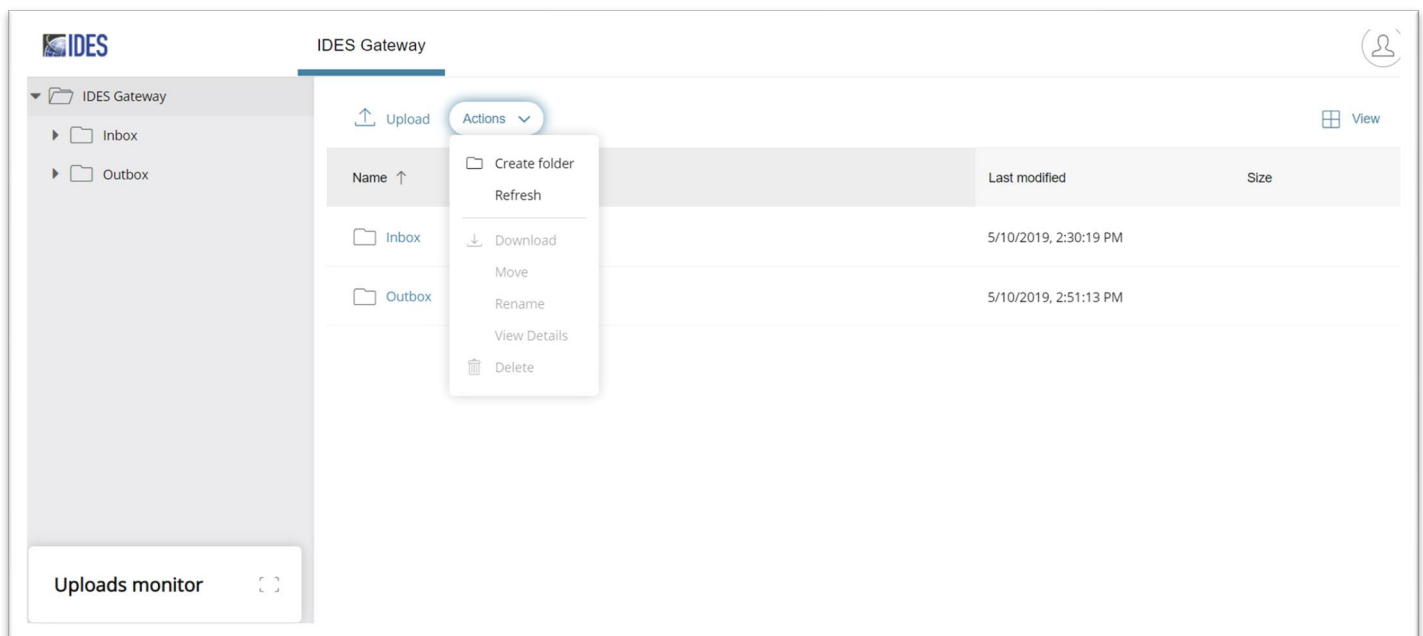 IDES
IDES Gateway
IDES Gateway
Inbox
Outbox
Upload
Actions
View
Name ↑
Last modified
Size
Create folder
Refresh
Download
Move
Rename
View Details
Delete
Inbox
5/10/2019, 2:30:19 PM
Outbox
5/10/2019, 2:51:13 PM
Uploads monitor